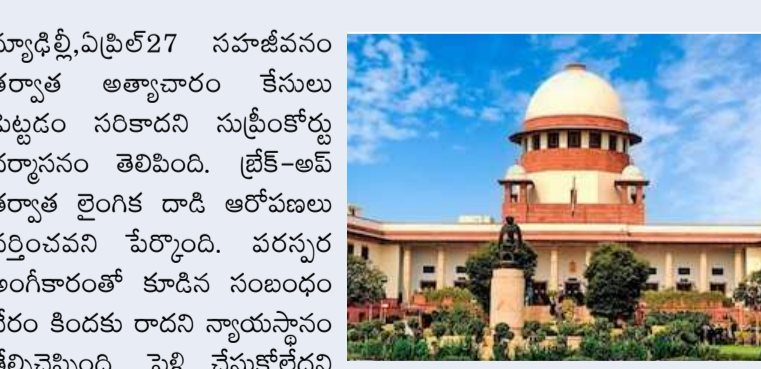 న్యూఢిల్లీ,ఏప్రిల్27 సహజీవనం
తర్వాత అత్యాచారం కేసులు
పెట్టడం సరికాదని సుప్రీంకోర్టు
ధర్మాసనం తెలిపింది. బ్రేక్-అప్
తర్వాత లైంగిక దాడి ఆరోపణలు
వర్తించవని పేర్కొంది. పరస్పర
అంగీకారంతో కూడిన సంబంధం
నేరం కిందకు రాదని న్యాయస్థానం
తేల్చిచెప్పింది. పెళ్లి చేసుకోలేదని